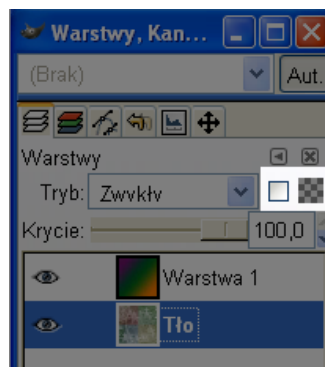 Warstwy, Kan...
(Brak)
Aut.
Warstwy
Tryb: Zwykły
Krycie: 100,0
Warstwa 1
Tło